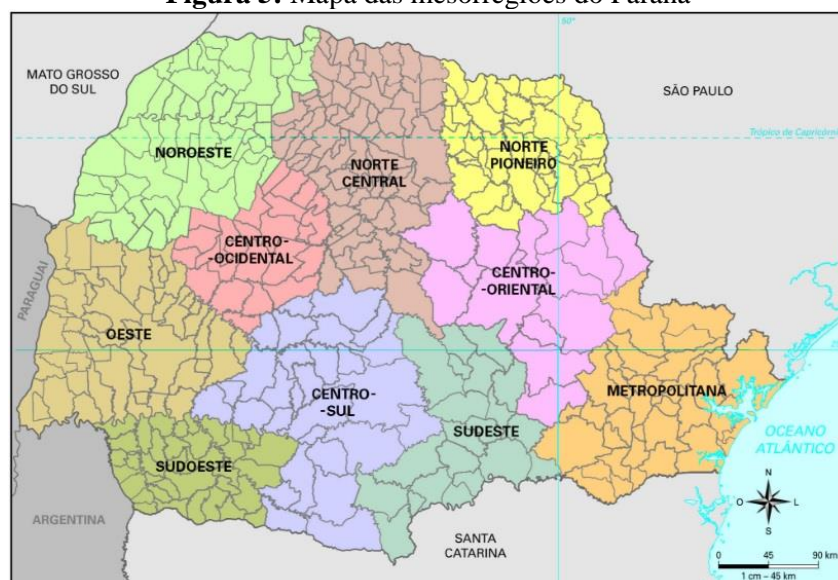 Figura 3: Mapa das mesorregiões do Paraná
50°
MATO GROSSO
DO SUL
SÃO PAULO
Trópico de Capricórnio
NOROESTE
NORTE
CENTRAL
NORTE
PIONEIRO
CENTRO-
-OCIDENTAL
CENTRO-
-ORIENTAL
PARAGUAI
OESTE
CENTRO-
-SUL
METROPOLITANA
SUDESTE
OCEANO
ATLÂNTICO
SUDOESTE
ARGENTINA
SANTA
CATARINA
N
O
L
S
0
45
90 km
1 cm – 45 km